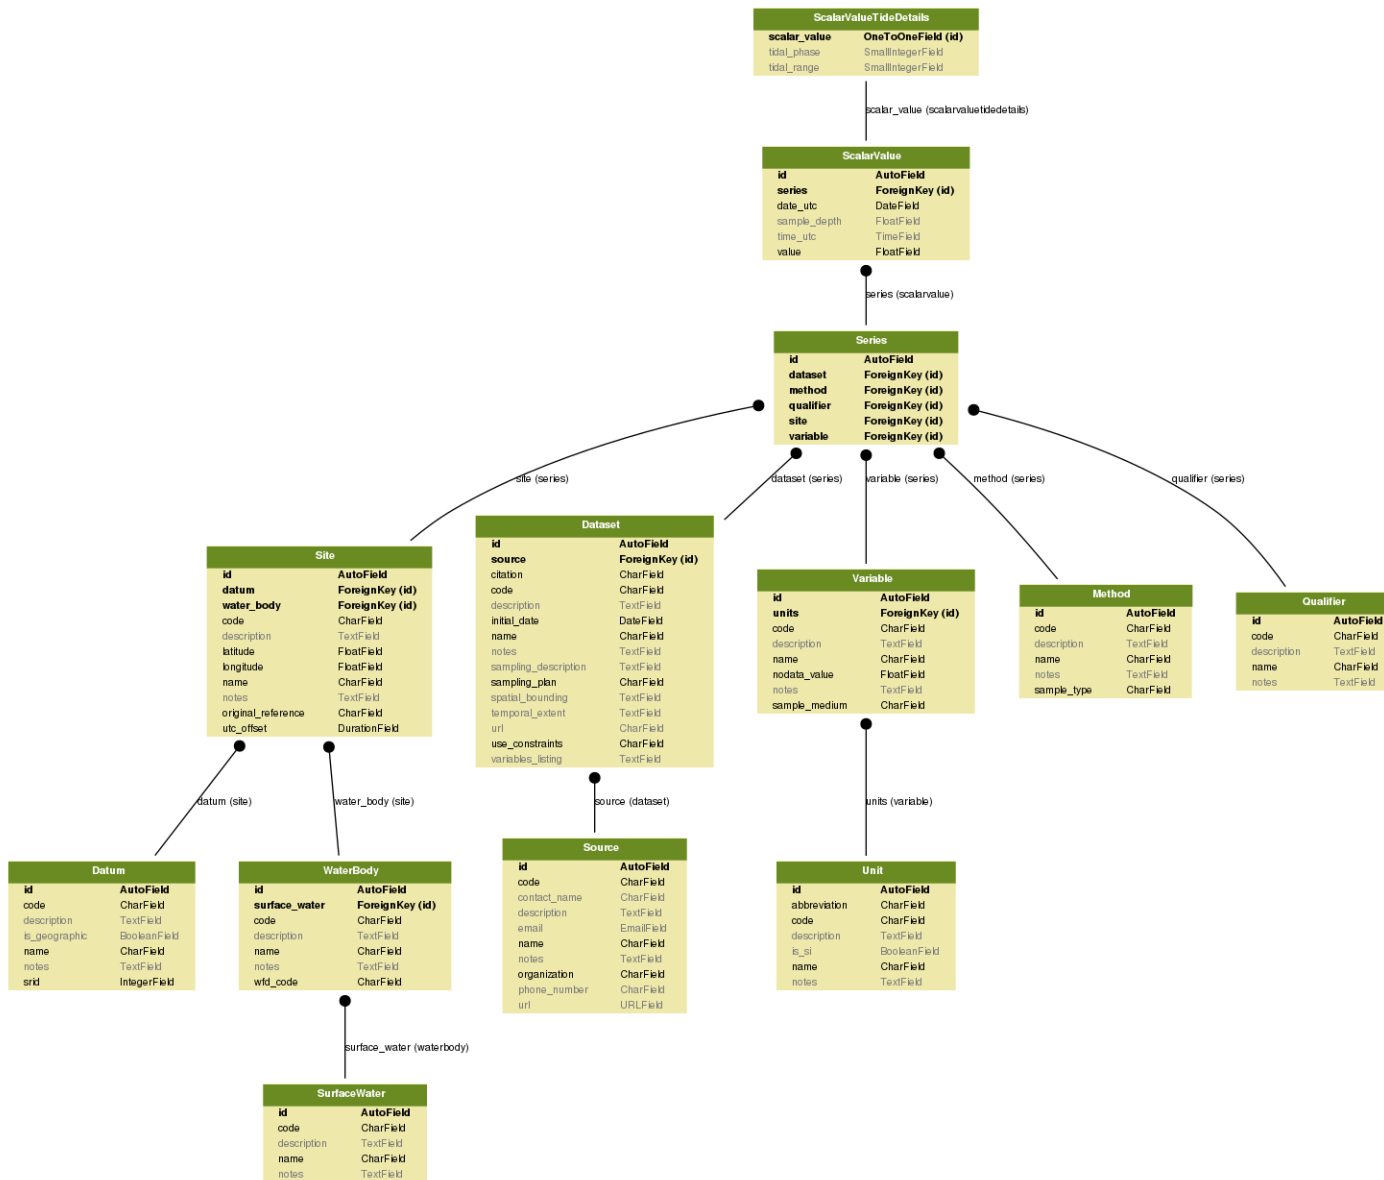 ScalarValueTideDetails
scalar_value OneToOneField (id)
tidal_phase SmallIntegerField
tidal_range SmallIntegerField
scalar_value (scalarvaluetidedetails)
ScalarValue
id AutoField
series ForeignKey (id)
date_utc DateField
sample_depth FloatField
time_utc TimeField
value FloatField
series (scalarvalue)
Series
id AutoField
dataset ForeignKey (id)
method ForeignKey (id)
qualifier ForeignKey (id)
site ForeignKey (id)
variable ForeignKey (id)
site (series)
dataset (series)
variable (series)
method (series)
qualifier (series)
Site
id AutoField
datum ForeignKey (id)
water_body ForeignKey (id)
code CharField
description TextField
latitude FloatField
longitude FloatField
name CharField
notes TextField
original_reference CharField
utc_offset DurationField
Dataset
id AutoField
source ForeignKey (id)
citation CharField
code CharField
description TextField
initial_date DateField
name CharField
notes TextField
sampling_description TextField
sampling_plan CharField
spatial_bounding TextField
temporal_extent TextField
url CharField
use_constraints CharField
variables_listing TextField
Variable
id AutoField
units ForeignKey (id)
code CharField
description TextField
name CharField
nodata_value FloatField
notes TextField
sample_medium CharField
Method
id AutoField
code CharField
description TextField
name CharField
notes TextField
sample_type CharField
Qualifier
id AutoField
code CharField
description TextField
name CharField
notes TextField
datum (site)
water_body (site)
source (dataset)
units (variable)
Datum
id AutoField
code CharField
description TextField
is_geographic BooleanField
name CharField
notes TextField
srid IntegerField
WaterBody
id AutoField
surface_water ForeignKey (id)
code CharField
description TextField
name CharField
notes TextField
wfd_code CharField
Source
id AutoField
code CharField
contact_name CharField
description TextField
email EmailField
name CharField
notes TextField
organization CharField
phone_number CharField
url URLField
Unit
id AutoField
abbreviation CharField
code CharField
description TextField
is_si BooleanField
name CharField
notes TextField
surface_water (waterbody)
SurfaceWater
id AutoField
code CharField
description TextField
name CharField
notes TextField